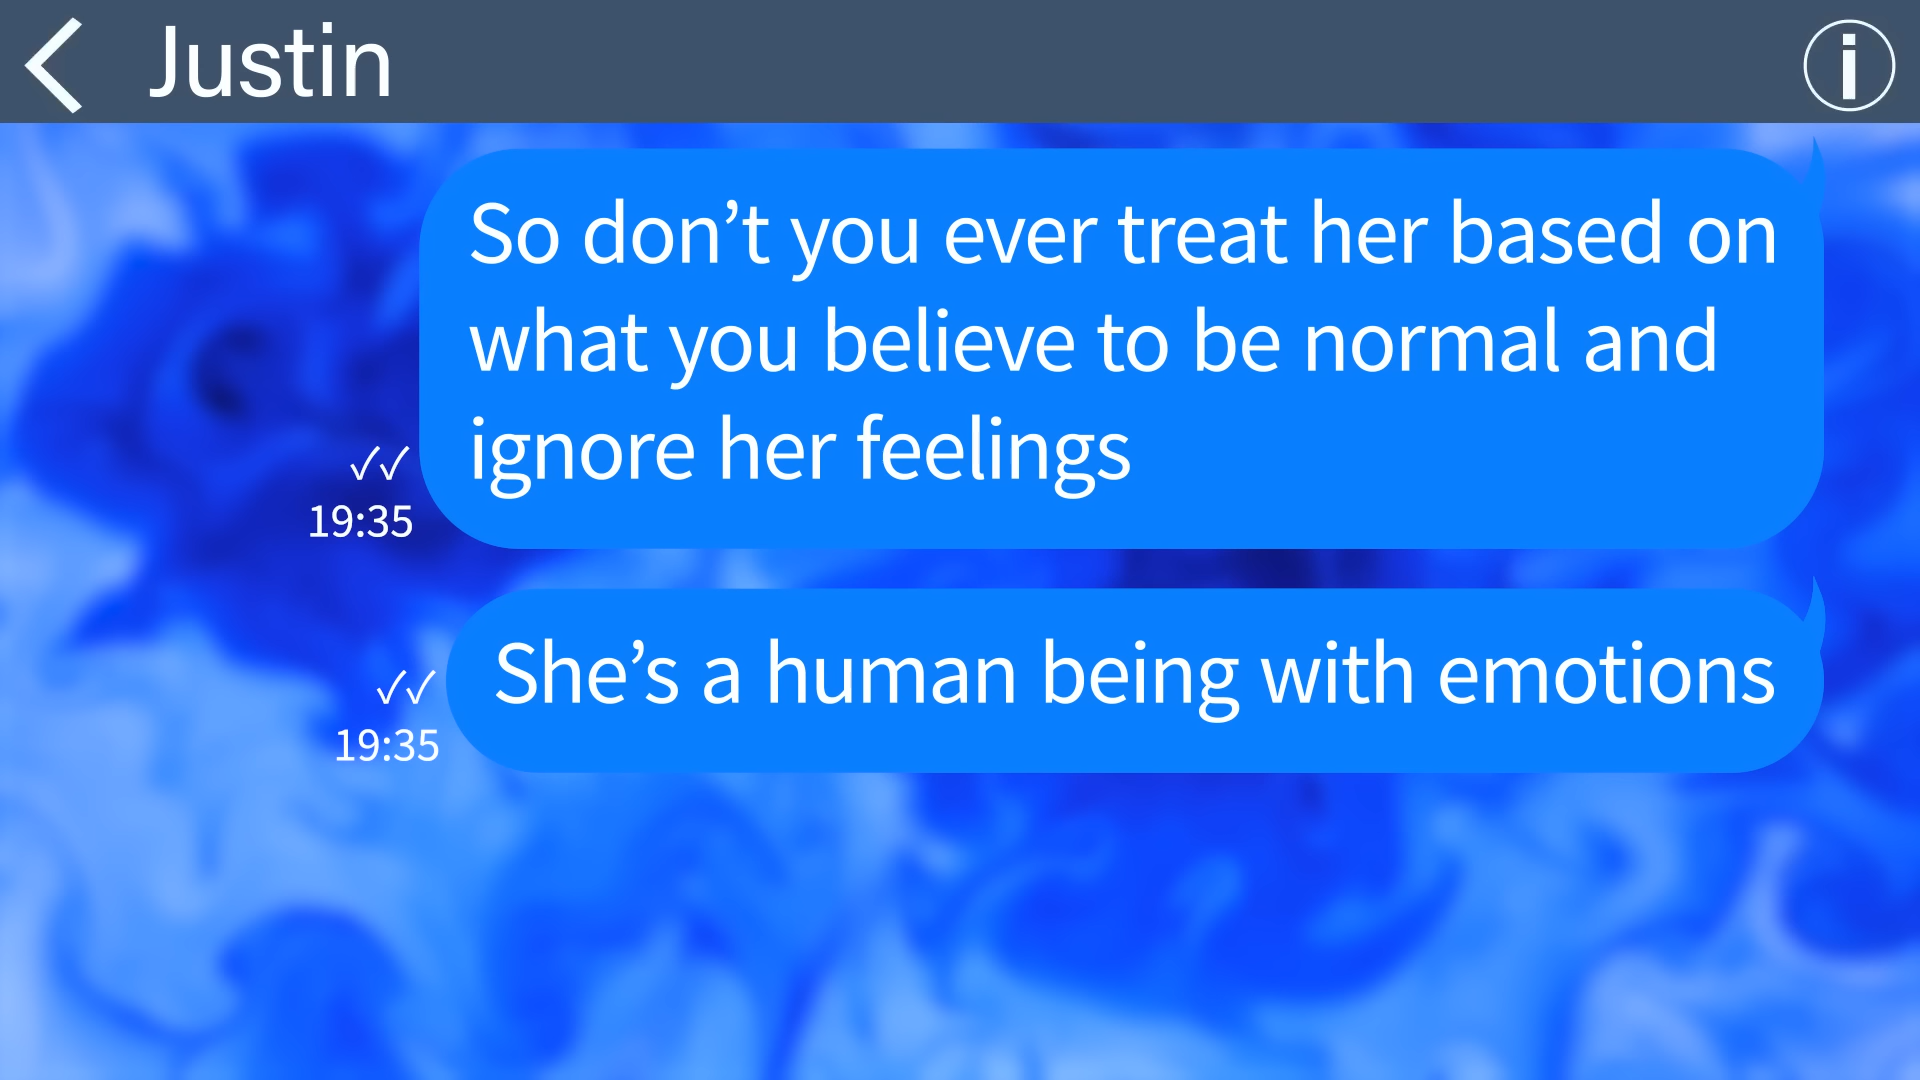 Justin
So don’t you ever treat her based on
what you believe to be normal and
ignore her feelings
✓✓
19:35
She’s a human being with emotions
✓✓
19:35